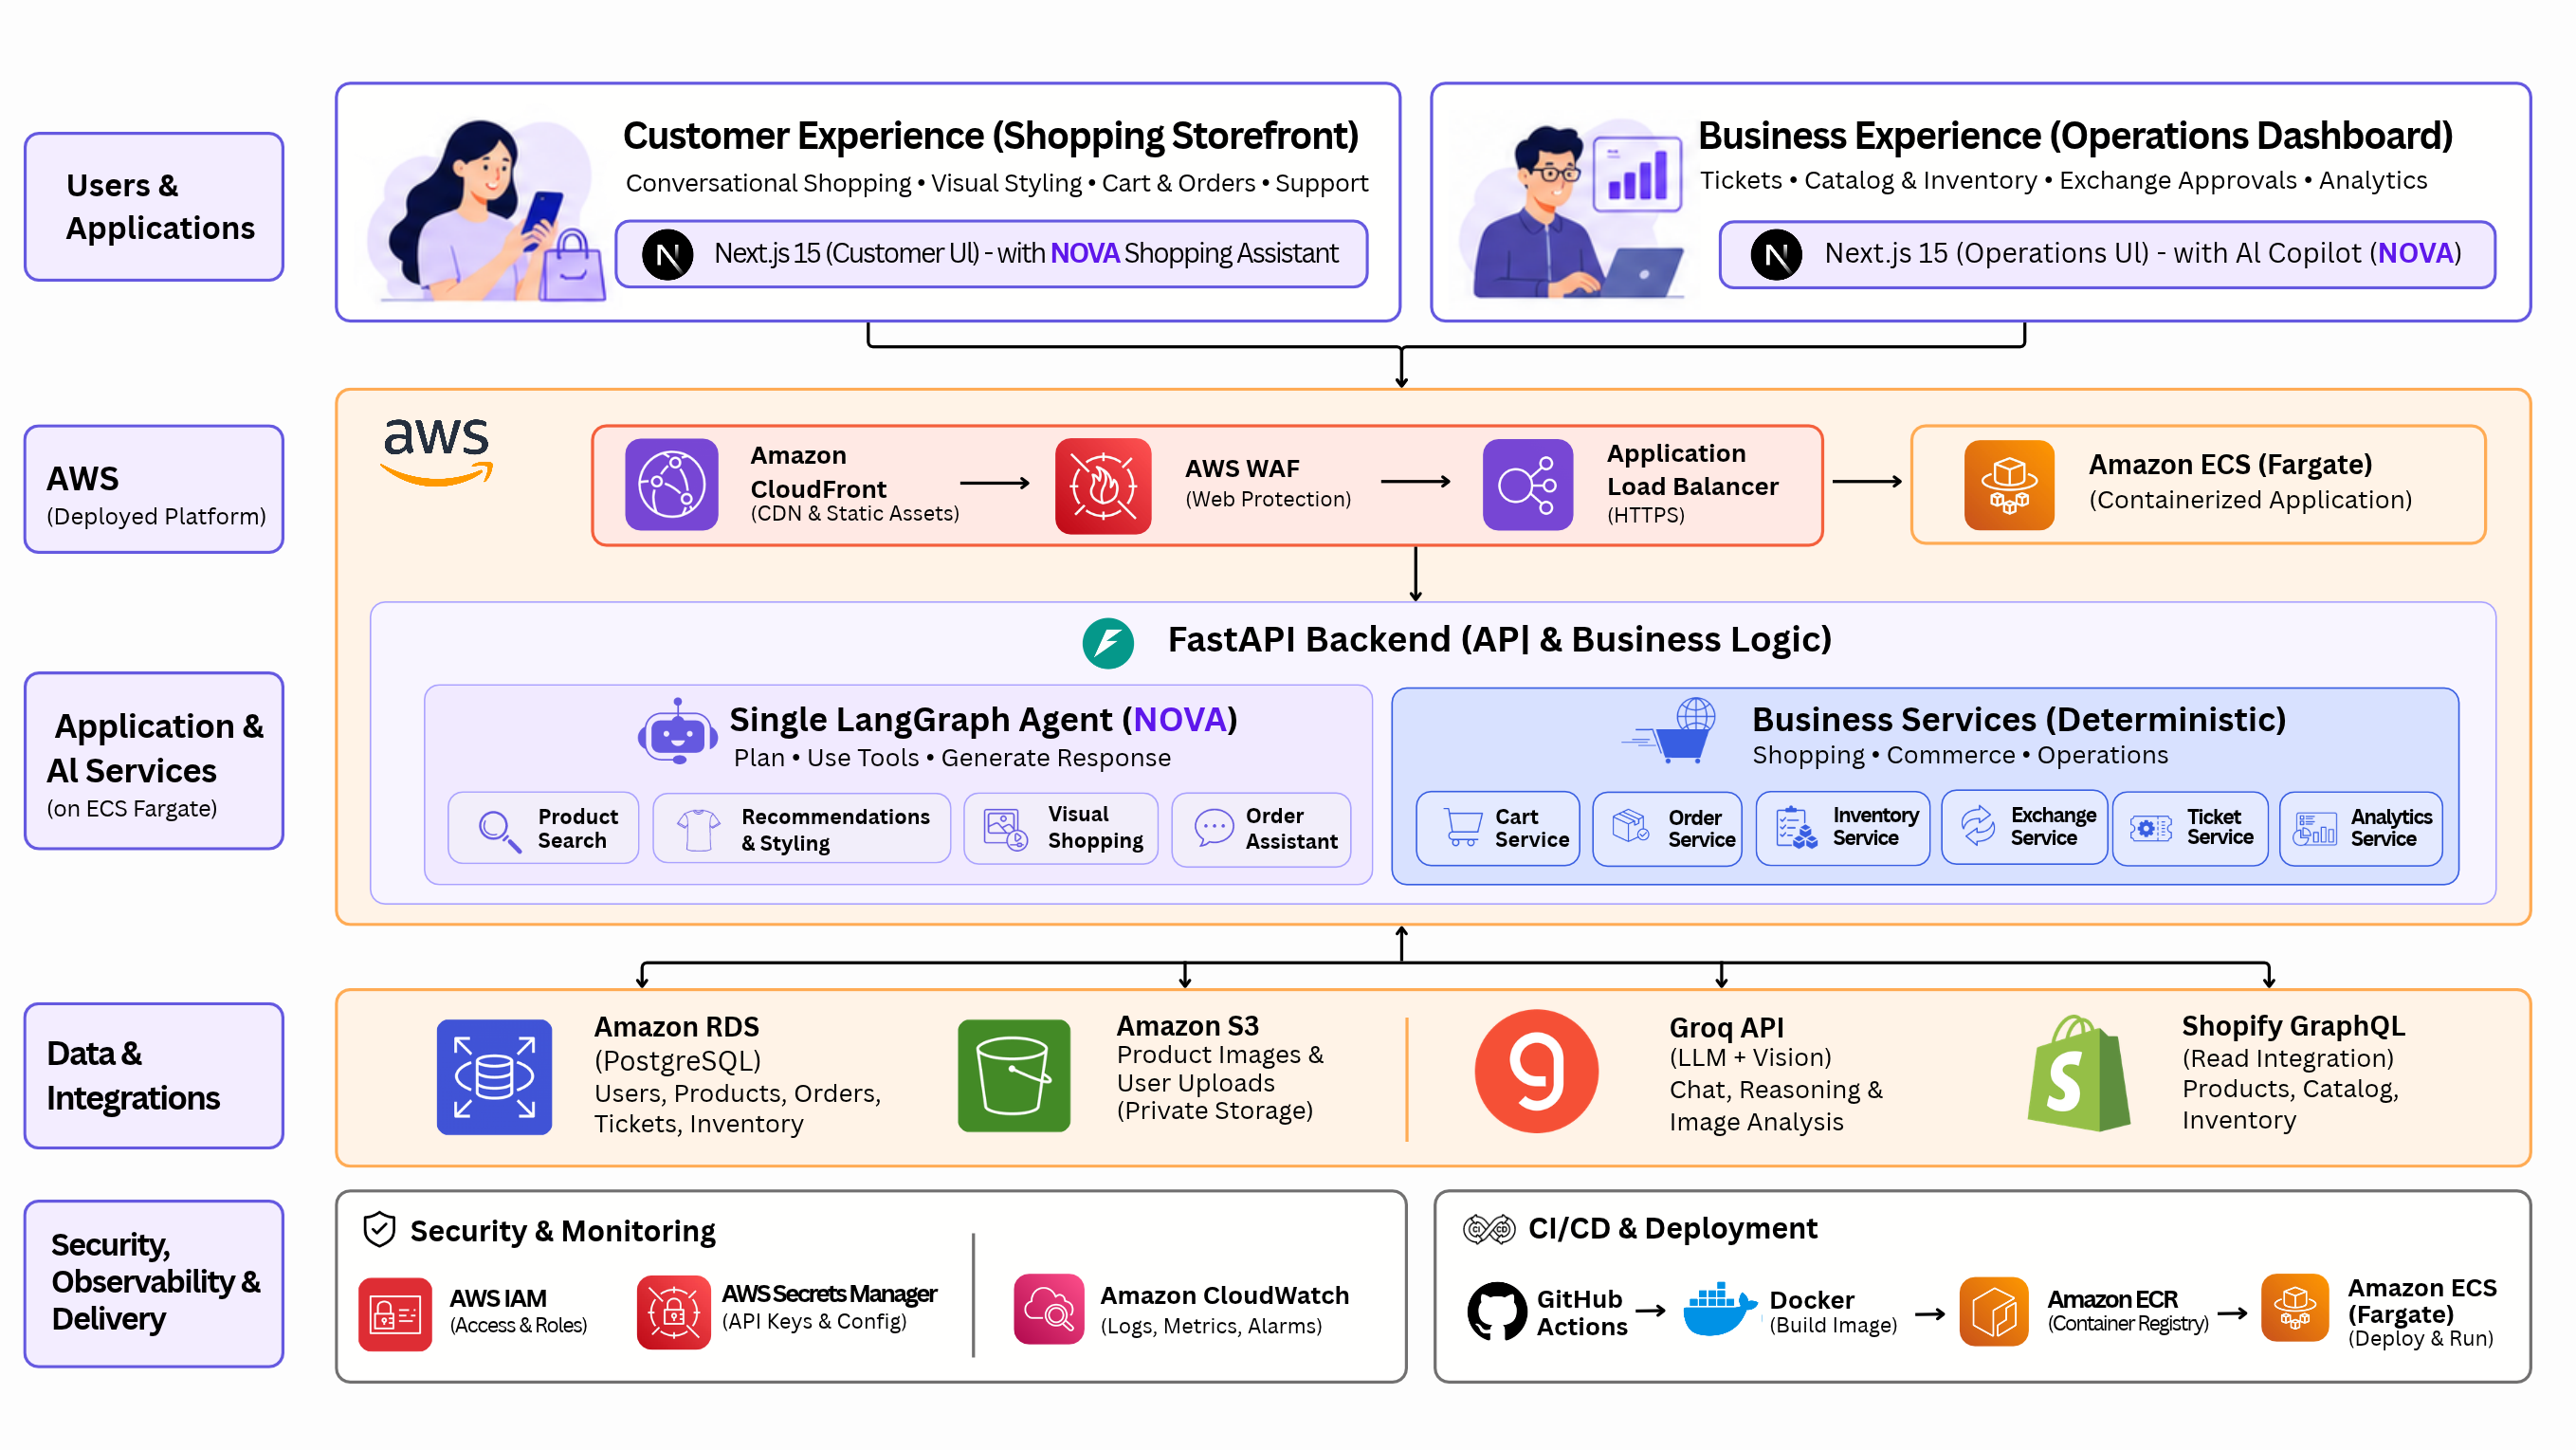 Users &
Applications
Customer Experience (Shopping Storefront)
Conversational Shopping • Visual Styling • Cart & Orders • Support
Next.js 15 (Customer Ul) - with NOVA Shopping Assistant
Business Experience (Operations Dashboard)
Tickets • Catalog & Inventory • Exchange Approvals • Analytics
Next.js 15 (Operations Ul) - with Al Copilot (NOVA)
AWS
(Deployed Platform)
aws
Amazon
CloudFront
(CDN & Static Assets)
AWS WAF
(Web Protection)
Application
Load Balancer
(HTTPS)
Amazon ECS (Fargate)
(Containerized Application)
Application &
Al Services
(on ECS Fargate)
FastAPI Backend (AP| & Business Logic)
Single LangGraph Agent (NOVA)
Plan • Use Tools • Generate Response
Product
Search
Recommendations
& Styling
Visual
Shopping
Order
Assistant
Business Services (Deterministic)
Shopping • Commerce • Operations
Cart
Service
Order
Service
Inventory
Service
Exchange
Service
Ticket
Service
Analytics
Service
Data &
Integrations
Amazon RDS
(PostgreSQL)
Users, Products, Orders,
Tickets, Inventory
Amazon S3
Product Images &
User Uploads
(Private Storage)
Groq API
(LLM + Vision)
Chat, Reasoning &
Image Analysis
Shopify GraphQL
(Read Integration)
Products, Catalog,
Inventory
Security,
Observability &
Delivery
Security & Monitoring
AWS IAM
(Access & Roles)
AWS Secrets Manager
(API Keys & Config)
Amazon CloudWatch
(Logs, Metrics, Alarms)
CI CD
CI/CD & Deployment
GitHub
Actions
Docker
(Build Image)
Amazon ECR
(Container Registry)
Amazon ECS
(Fargate)
(Deploy & Run)